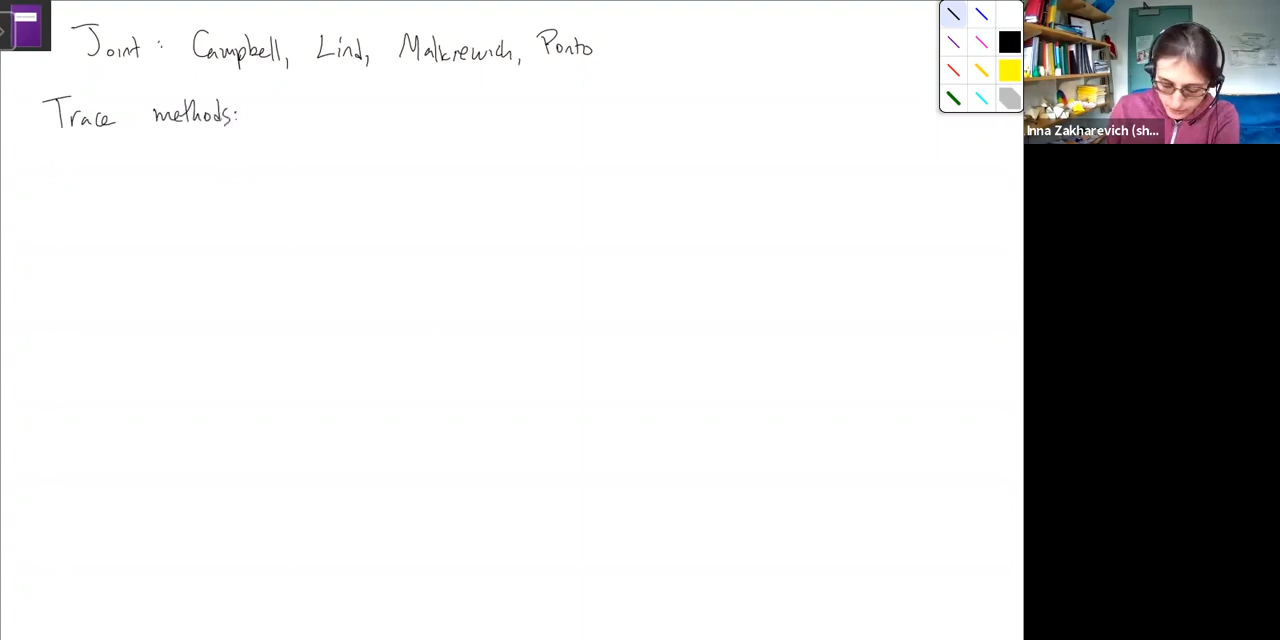 Joint: Campbell, Lind, Malkiewich, Ponto
Trace methods:
Inna Zakharevich (sh...